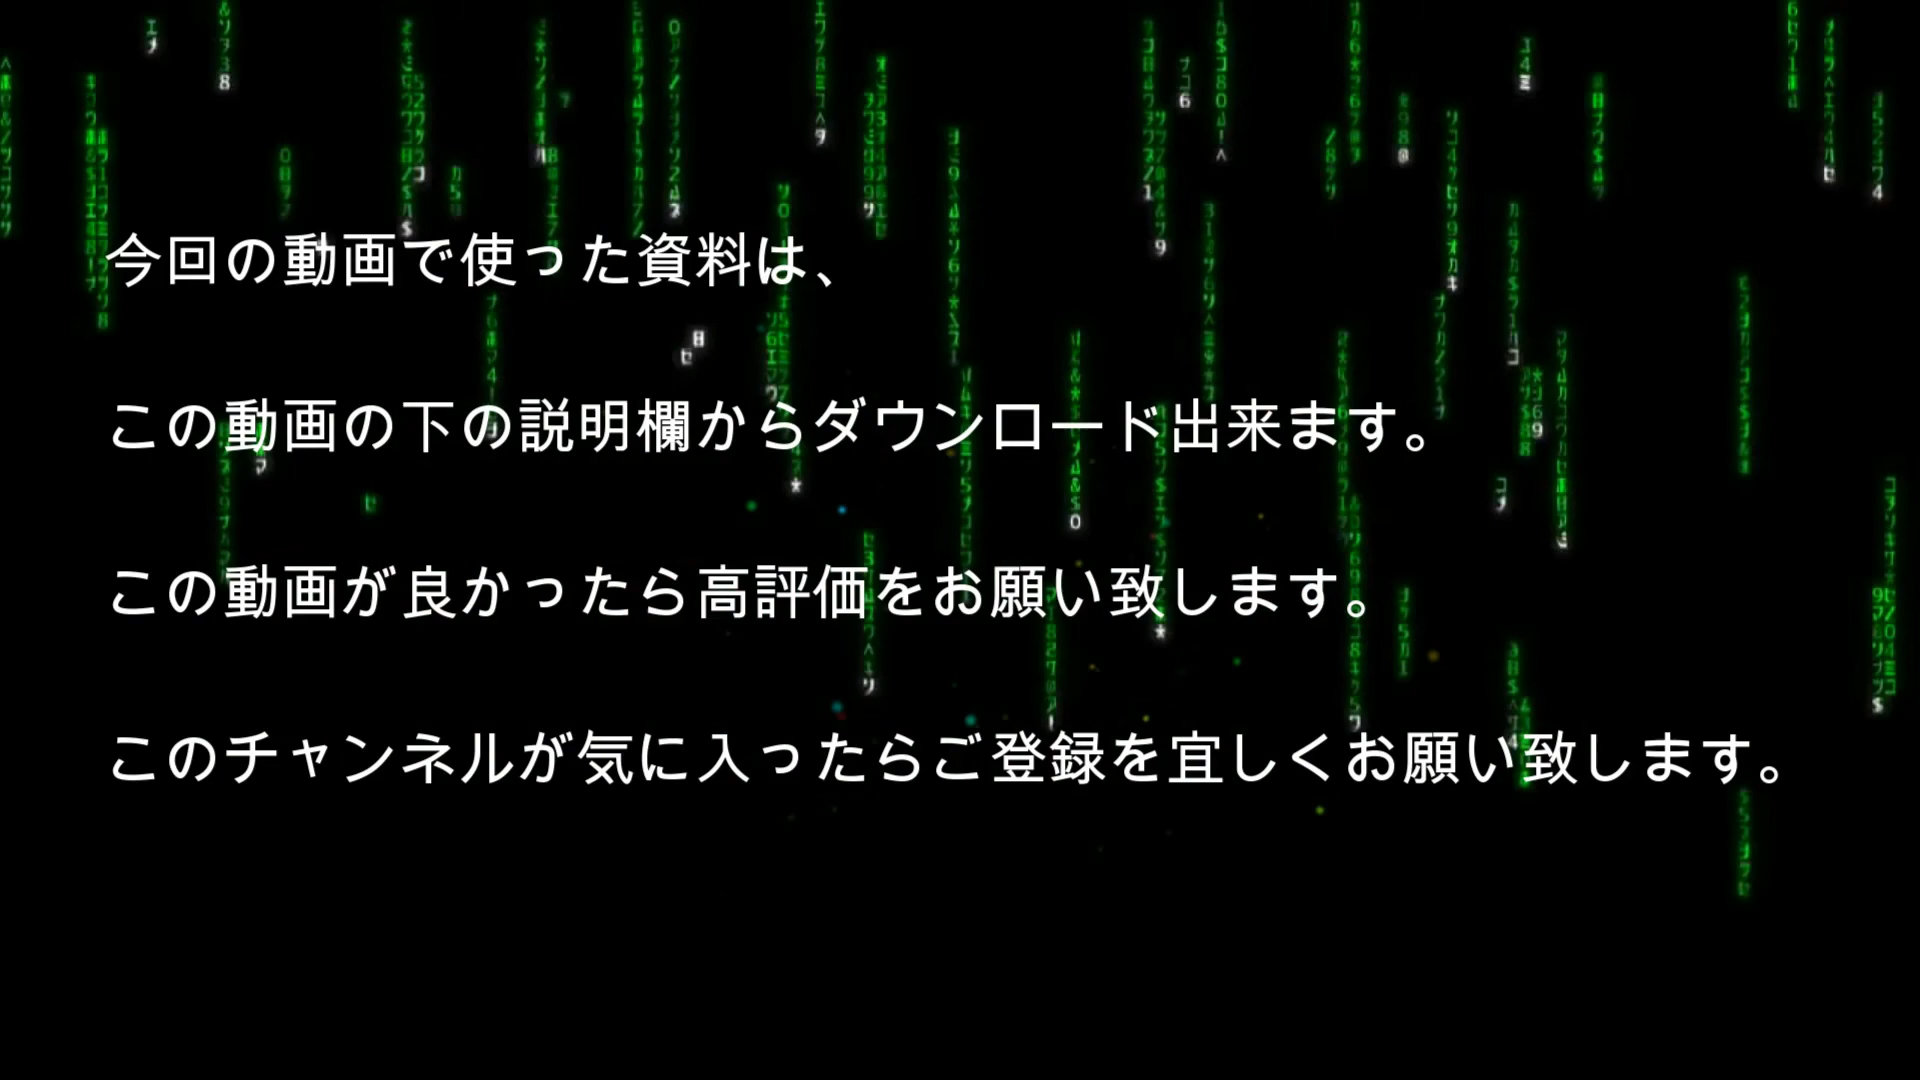 今回の動画で使った資料は、
この動画の下の説明欄からダウンロード出来ます。
この動画が良かったら高評価をお願い致します。
このチャンネルが気に入ったらご登録を宜しくお願い致します。